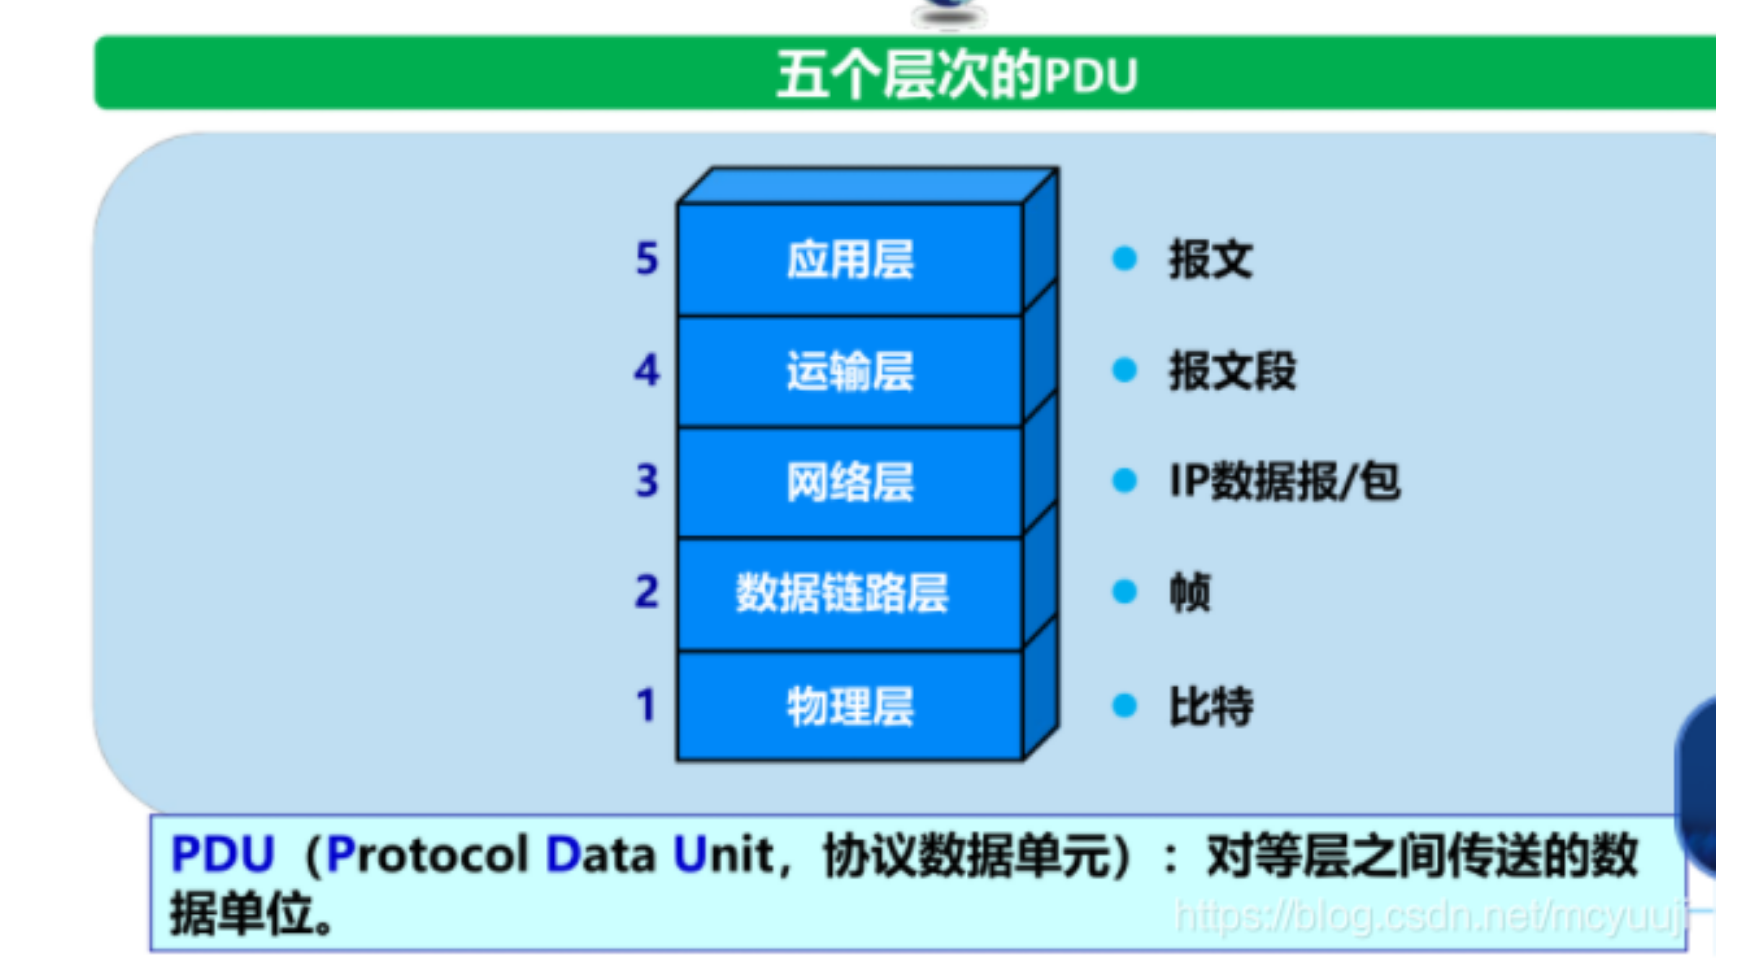 五个层次的PDU
5 应用层 • 报文
4 运输层 • 报文段
3 网络层 • IP数据报/包
2 数据链路层 • 帧
1 物理层 • 比特
PDU（Protocol Data Unit，协议数据单元）：对等层之间传送的数
据单位。
https://blog.csdn.net/mcyuuji